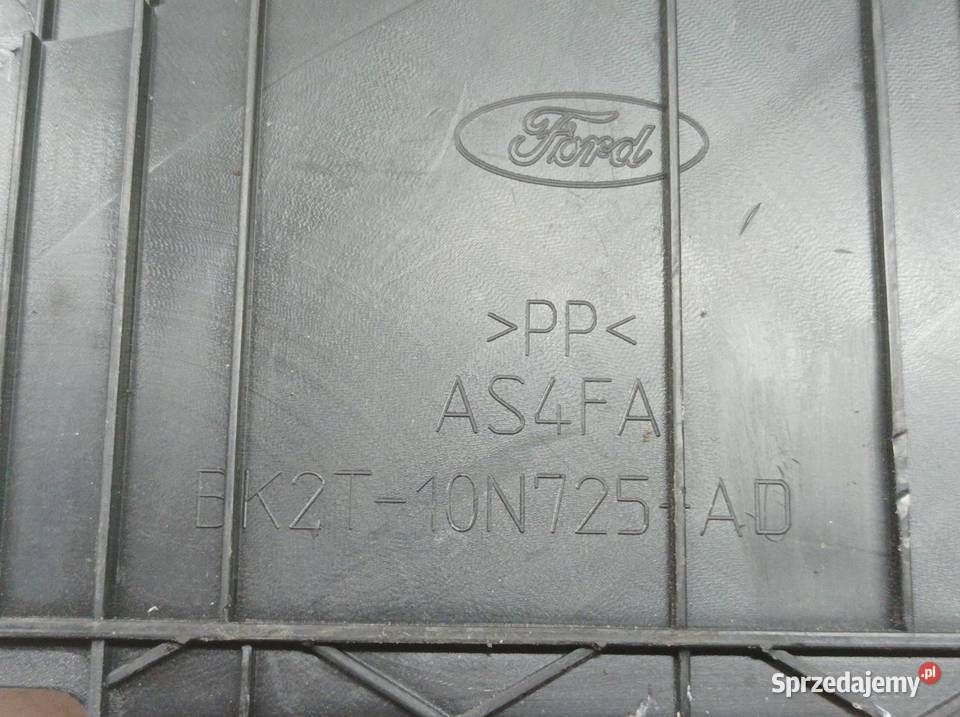 Ford
>PP<
AS4FA
BK2T-10N725-AD
Sprzedajemy.pl